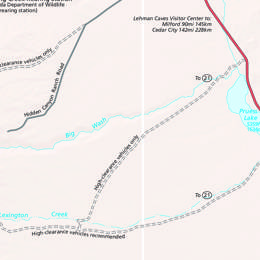 da Department of Wildlife
rearing station)
Lehman Caves Visitor Center to:
Milford 90mi 145km
Cedar City 142mi 228km
clearance vehicles only
Hidden Canyon Ranch Road
To 21
Big Wash
High-clearance vehicles only
Lake
To 21
Lexington Creek
High-clearance vehicles recommended